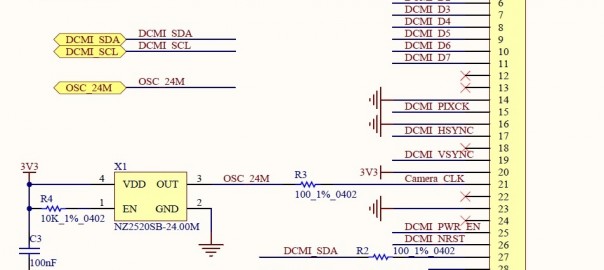 6
DCMI_D3 7
DCMI_D4 8
DCMI_SDA DCMI_SDA DCMI_D5 9
DCMI_SCL DCMI_SCL DCMI_D6 10
DCMI_D7 11
12
OSC_24M OSC_24M 13
14
DCMI_PIXCK 15
16
DCMI_HSYNC 17
18
DCMI_VSYNC 19
3V3 X1 3V3 20
4 VDD OUT 3 OSC_24M R3 Camera_CLK 21
100_1%_0402
22
R4 1 EN GND 2 23
10K_1%_0402 NZ2520SB-24.00M 24
DCMI_PWR_EN 25
C3 DCMI_NRST 26
DCMI_SDA R2 100_1%_0402 27
100nF 28